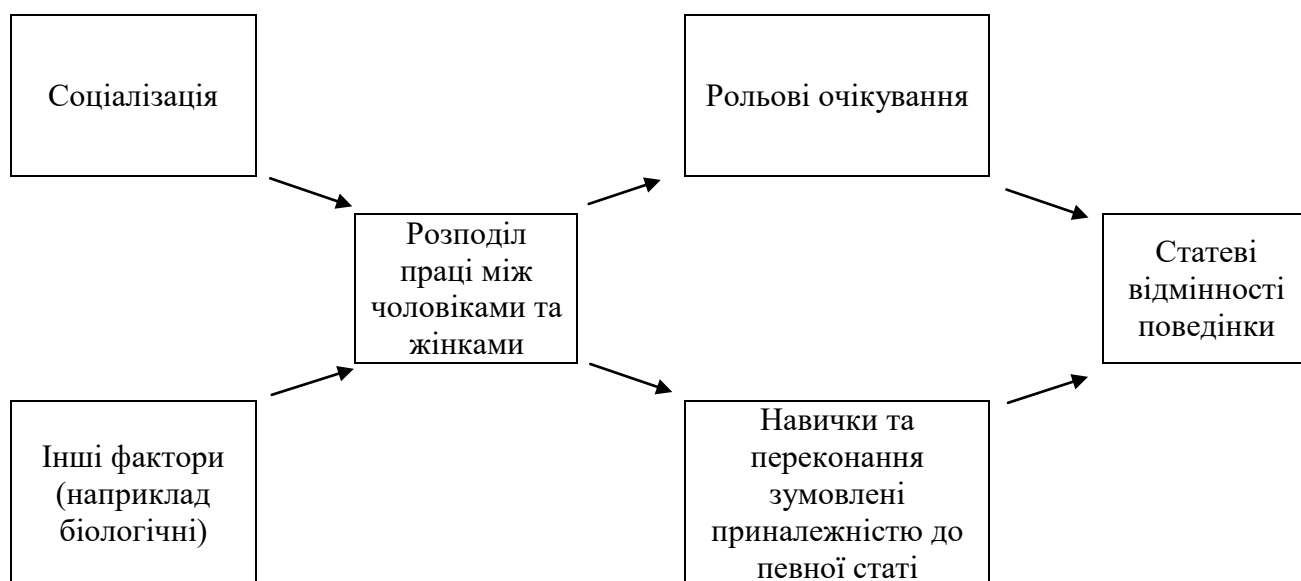 Соціалізація
Рольові очікування
Розподіл
праці між
чоловіками та
жінками
Статеві
відмінності
поведінки
Інші фактори
(наприклад
біологічні)
Навички та
переконання
зумовлені
приналежністю до
певної статі